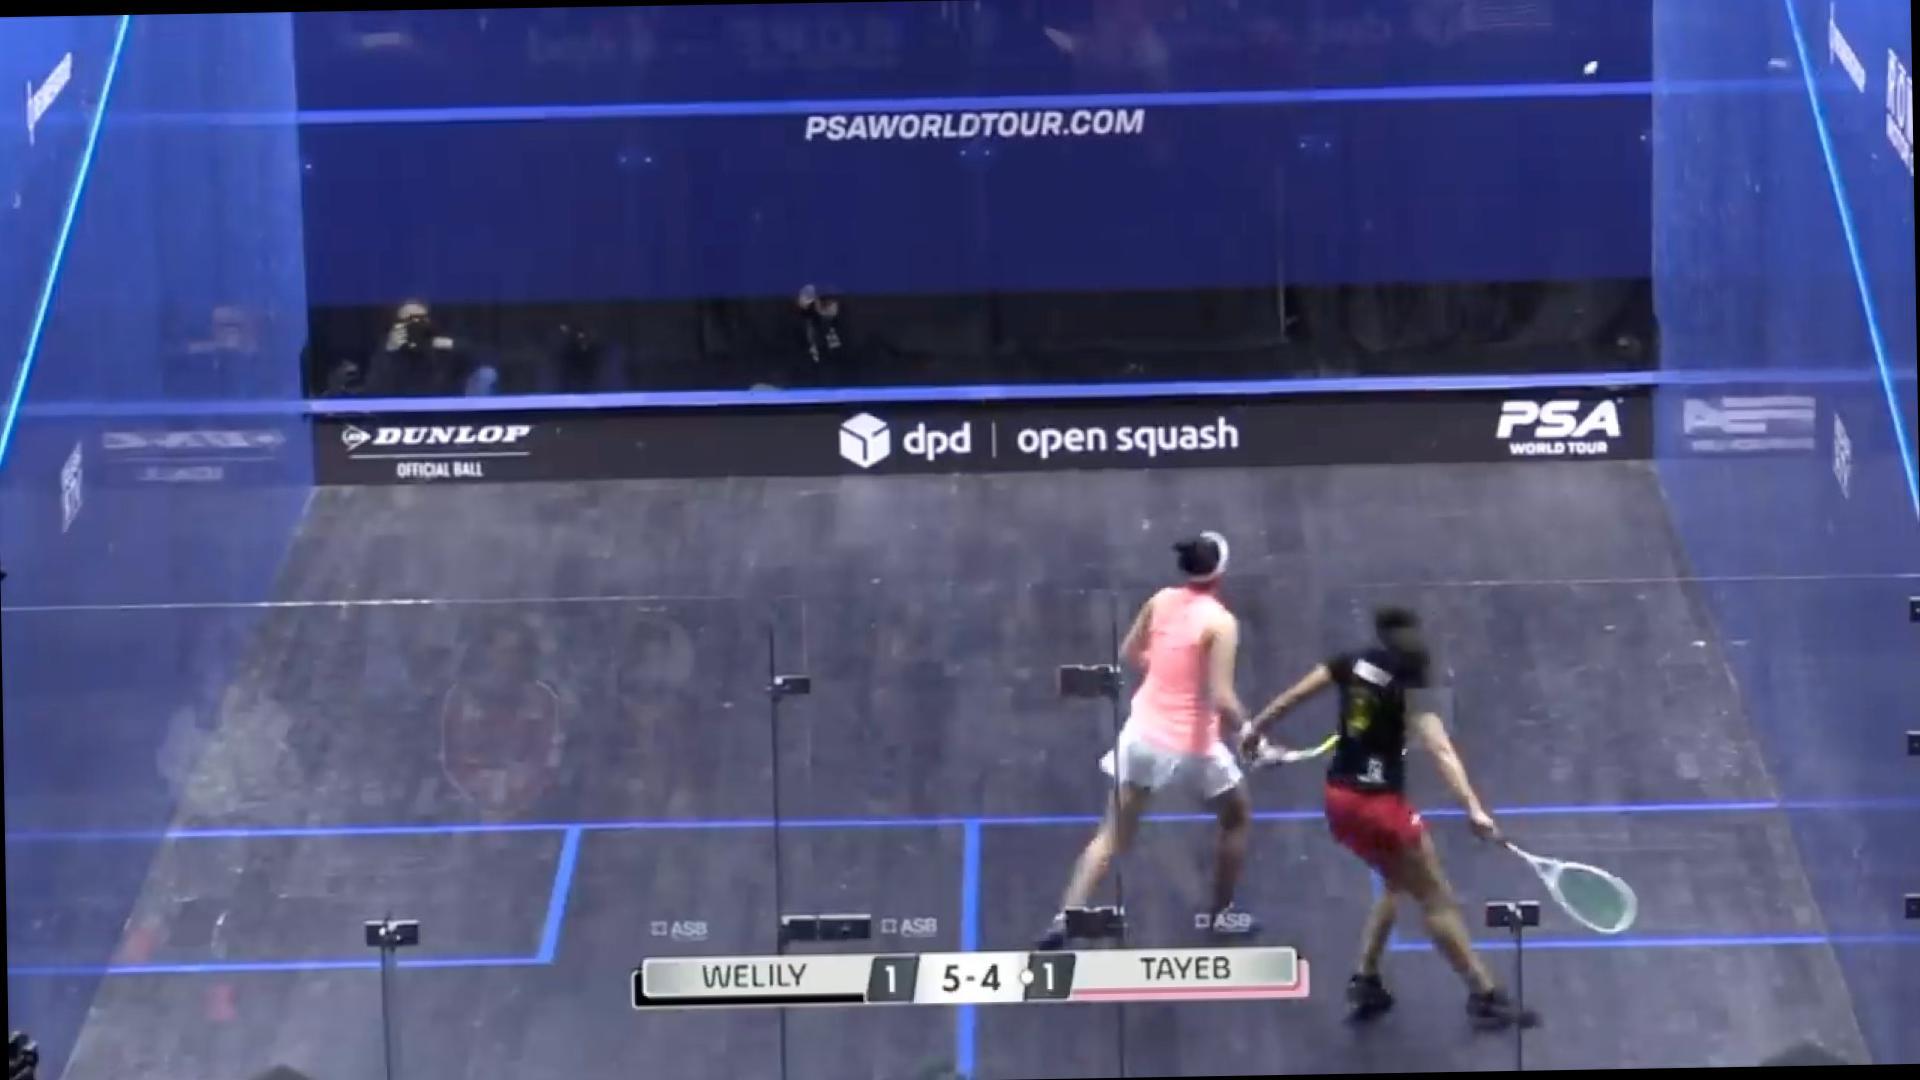 PSAWORLDTOUR.COM
DUNLOP
OFFICIAL BALL
dpd | open squash
PSA
WORLD TOUR
ASB
ASB
ASB
WELILY 1 5-4 1 TAYEB